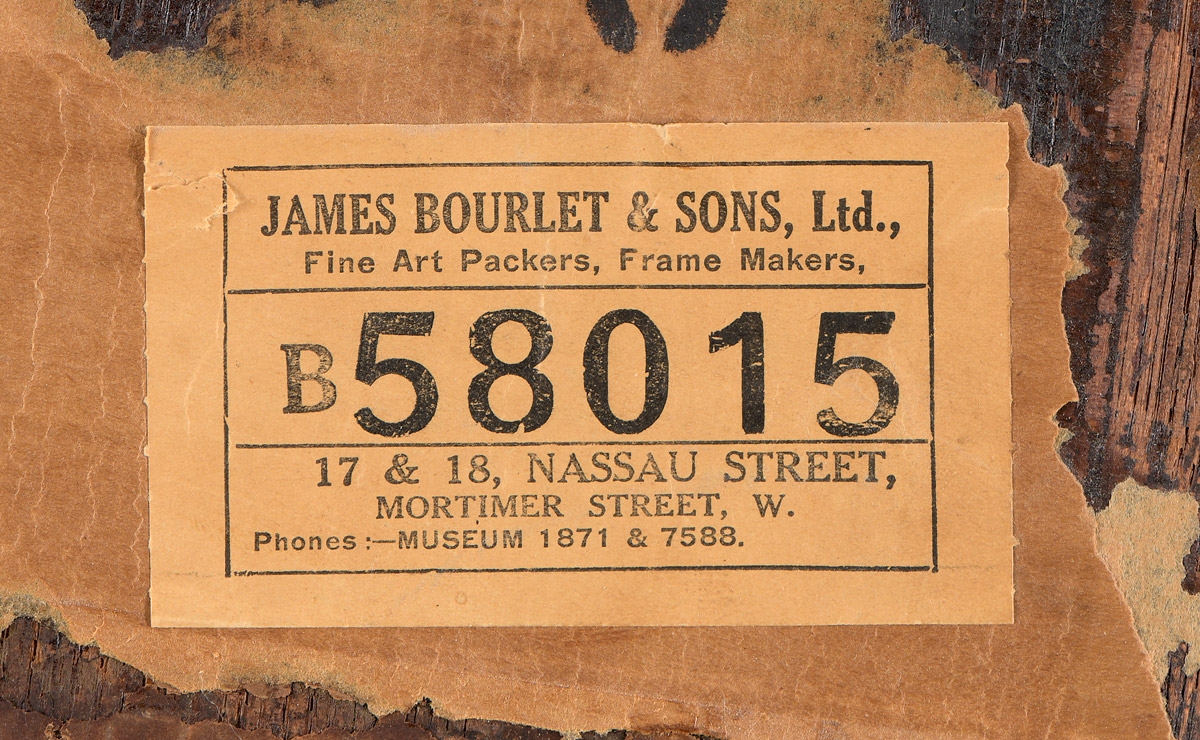 JAMES BOURLET & SONS, Ltd.,
Fine Art Packers, Frame Makers,
B58015
17 & 18, NASSAU STREET,
MORTIMER STREET, W.
Phones:—MUSEUM 1871 & 7588.